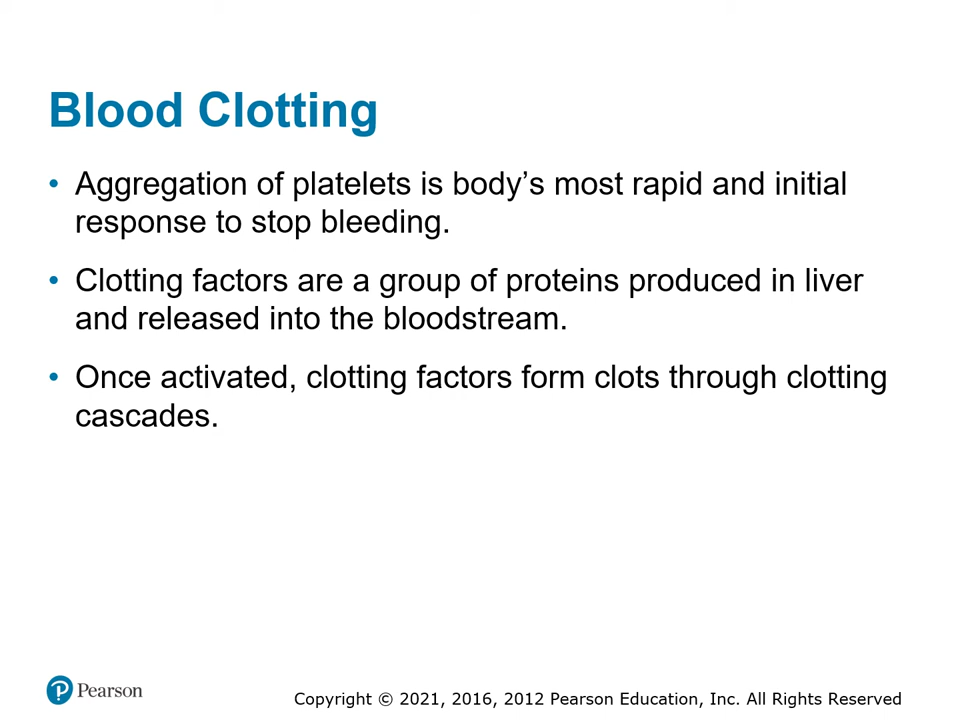 Blood Clotting
• Aggregation of platelets is body’s most rapid and initial
response to stop bleeding.
• Clotting factors are a group of proteins produced in liver
and released into the bloodstream.
• Once activated, clotting factors form clots through clotting
cascades.
Pearson
Copyright © 2021, 2016, 2012 Pearson Education, Inc. All Rights Reserved